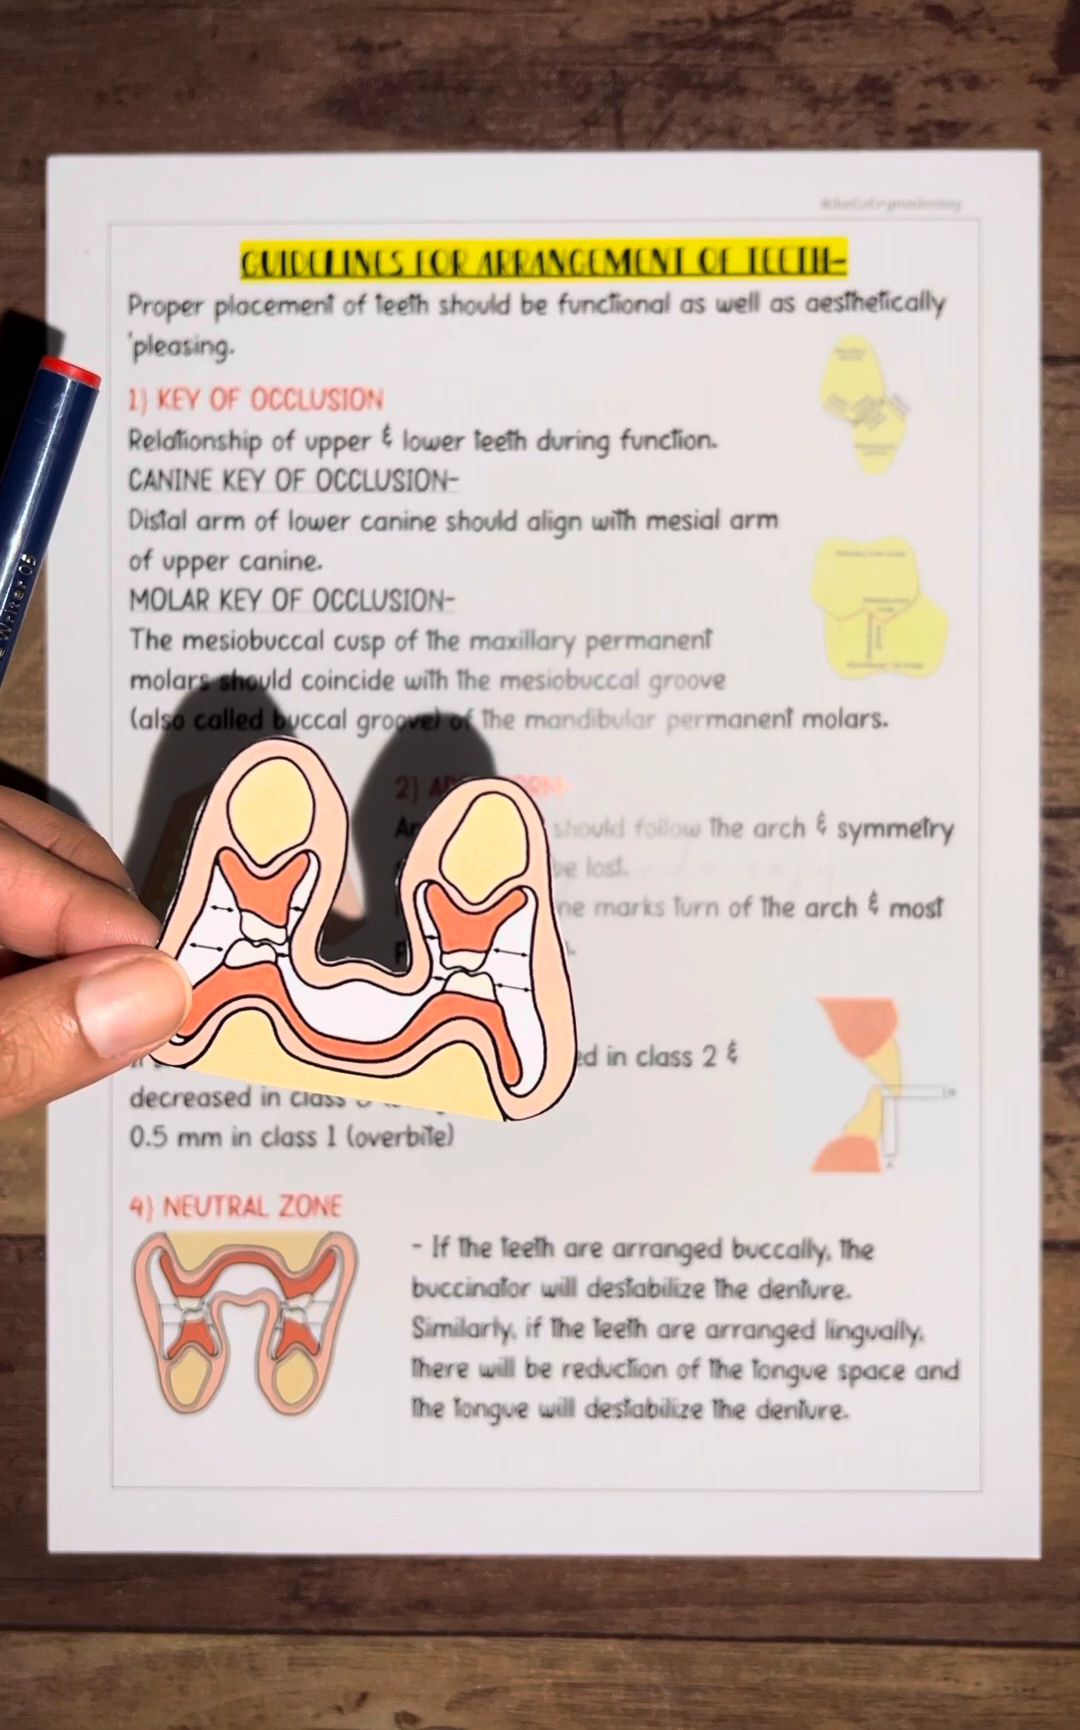 GUIDELINES FOR ARRANGEMENT OF TEETH-
Proper placement of teeth should be functional as well as aesthetically
'pleasing.
1) KEY OF OCCLUSION
Relationship of upper & lower teeth during function.
CANINE KEY OF OCCLUSION-
Distal arm of lower canine should align with mesial arm
of upper canine.
MOLAR KEY OF OCCLUSION-
The mesiobuccal cusp of the maxillary permanent
molars should coincide with the mesiobuccal groove
(also called buccal groove) of the mandibular permanent molars.
2)
should follow the arch & symmetry
be lost.
marks turn of the arch & most
in class 2 &
decreased in class
0.5 mm in class 1 (overbite)
4) NEUTRAL ZONE
- If the teeth are arranged buccally, the
buccinator will destabilize the denture.
Similarly, if the teeth are arranged lingually,
there will be reduction of the tongue space and
the tongue will destabilize the denture.
Writer 05